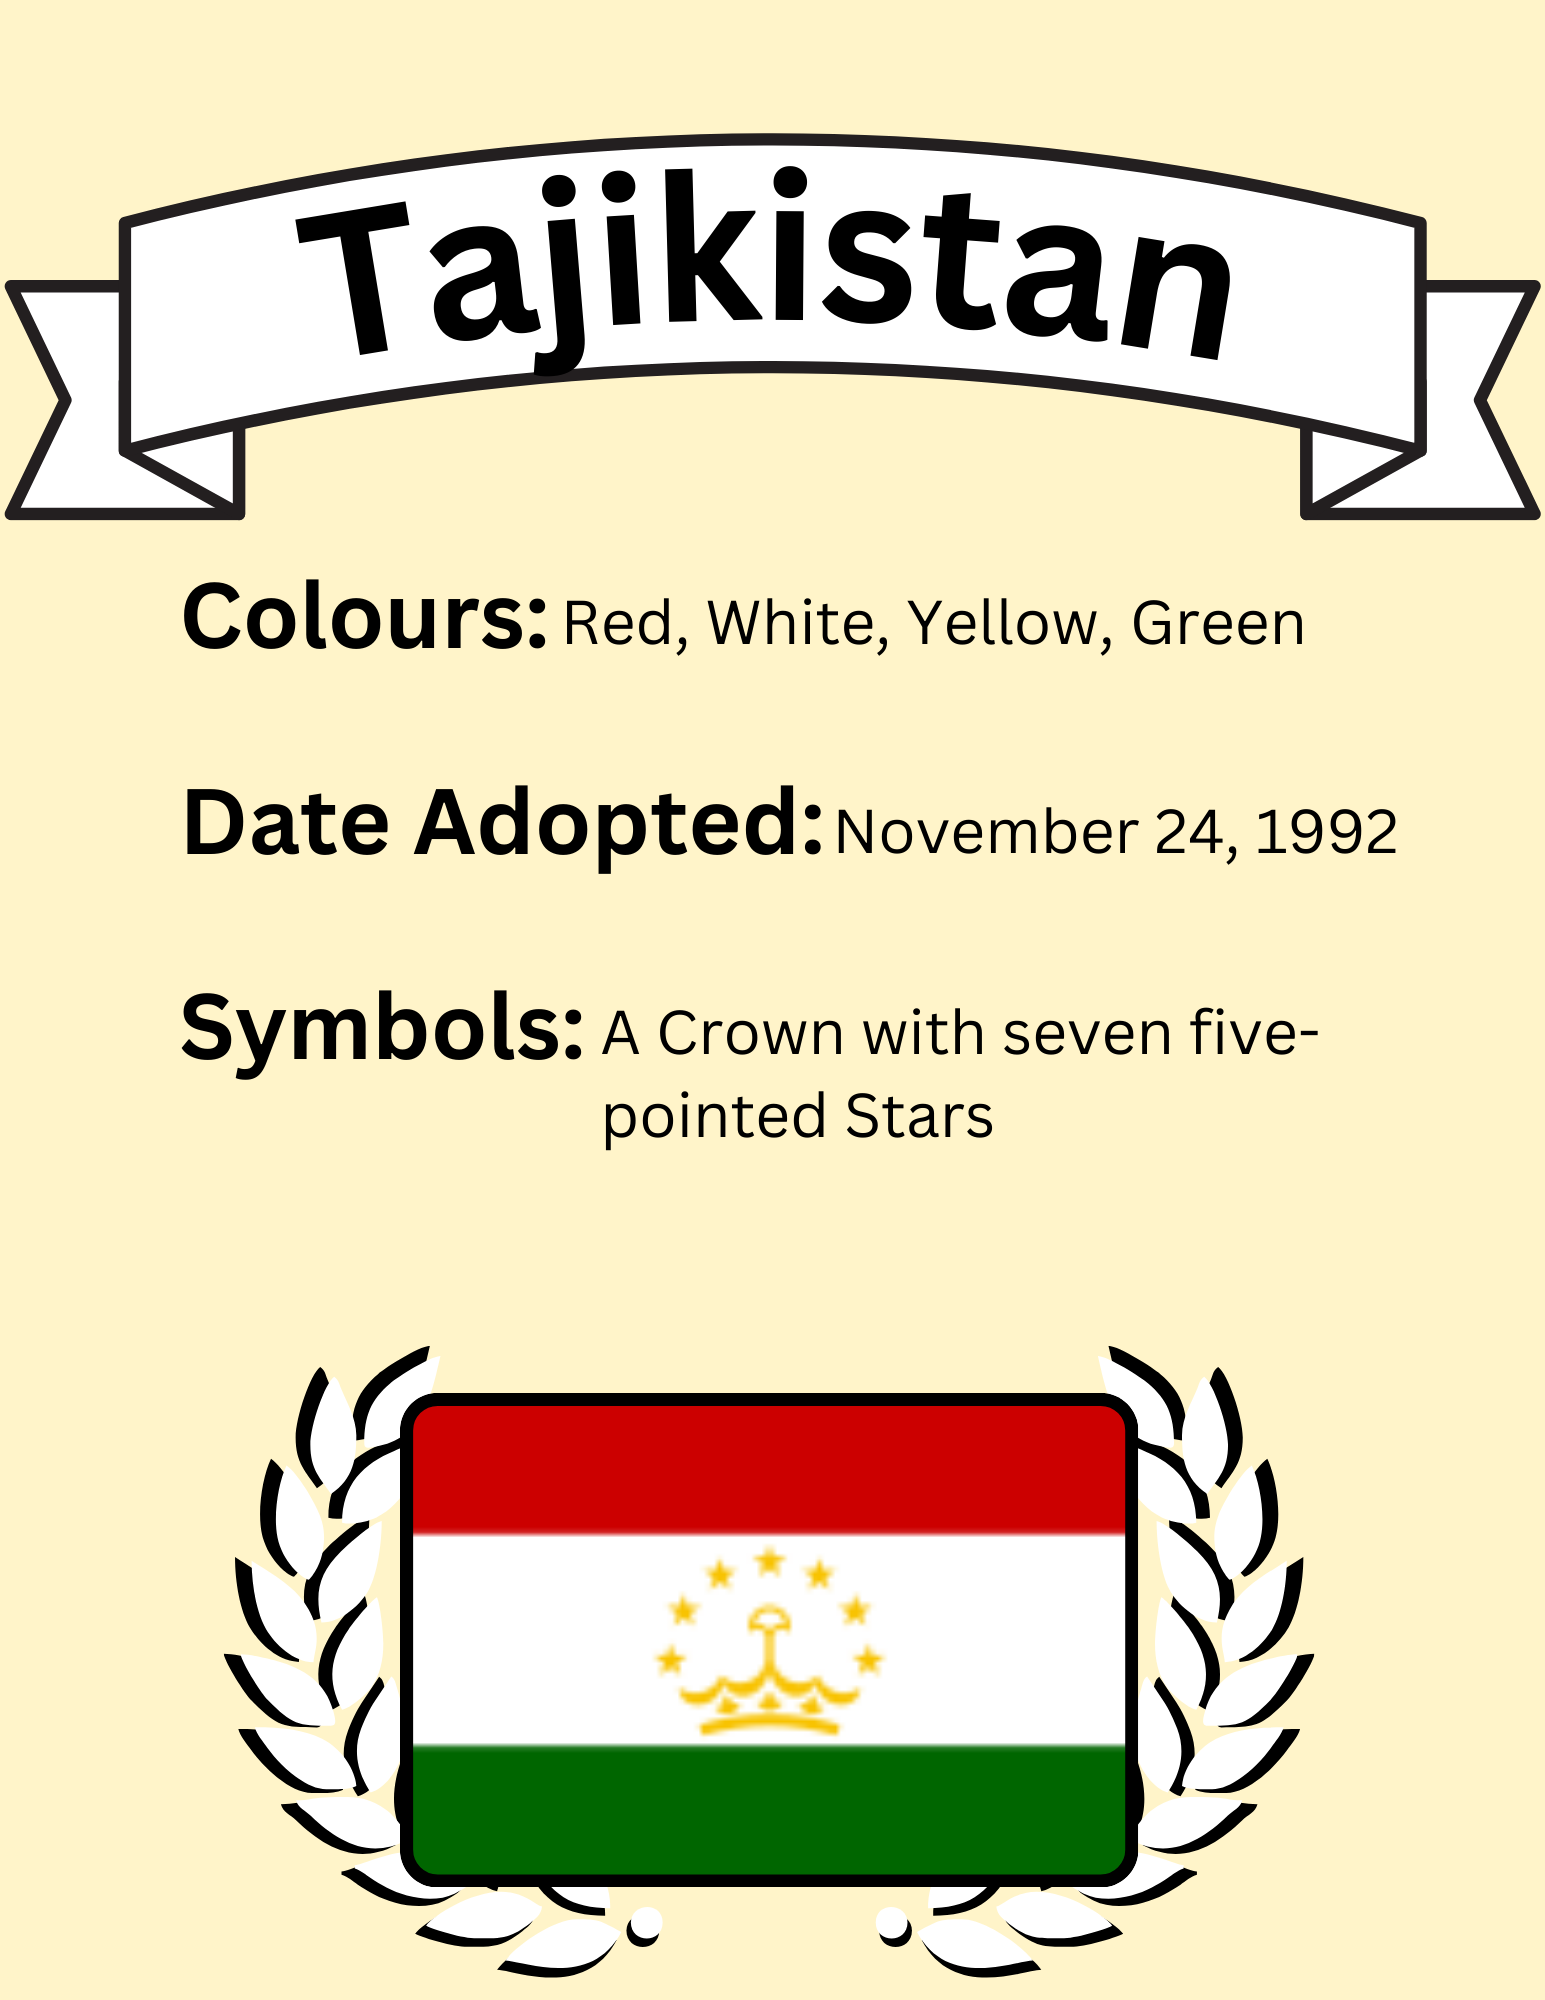 Tajikistan
Colours: Red, White, Yellow, Green
Date Adopted: November 24, 1992
Symbols: A Crown with seven five-
pointed Stars